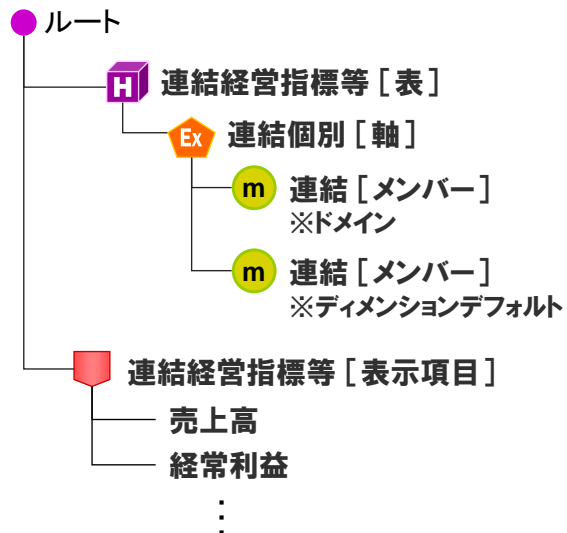 ルート
H 連結経営指標等［表］
Ex 連結個別［軸］
m 連結［メンバー］
※ドメイン
m 連結［メンバー］
※ディメンションデフォルト
連結経営指標等［表示項目］
売上高
経常利益
⋮